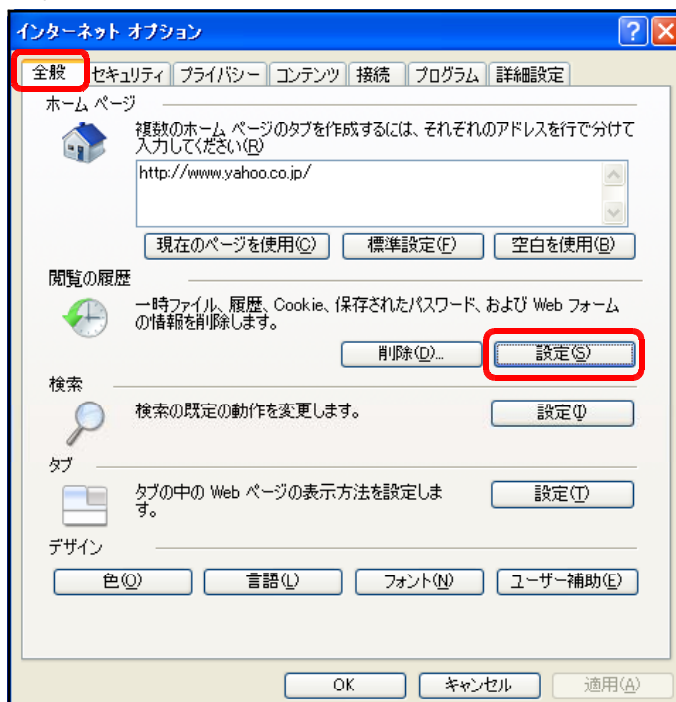 インターネット オプション
全般 セキュリティ プライバシー コンテンツ 接続 プログラム 詳細設定
ホーム ページ
複数のホーム ページのタブを作成するには、それぞれのアドレスを行で分けて
入力してください(R)
http://www.yahoo.co.jp/
現在のページを使用(C) 標準設定(F) 空白を使用(B)
閲覧の履歴
一時ファイル、履歴、Cookie、保存されたパスワード、および Web フォーム
の情報を削除します。
削除(D)... 設定(S)
検索
検索の既定の動作を変更します。
設定(I)
タブ
タブの中の Web ページの表示方法を設定しま
す。
設定(T)
デザイン
色(O) 言語(L) フォント(N) ユーザー補助(E)
OK キャンセル 適用(A)